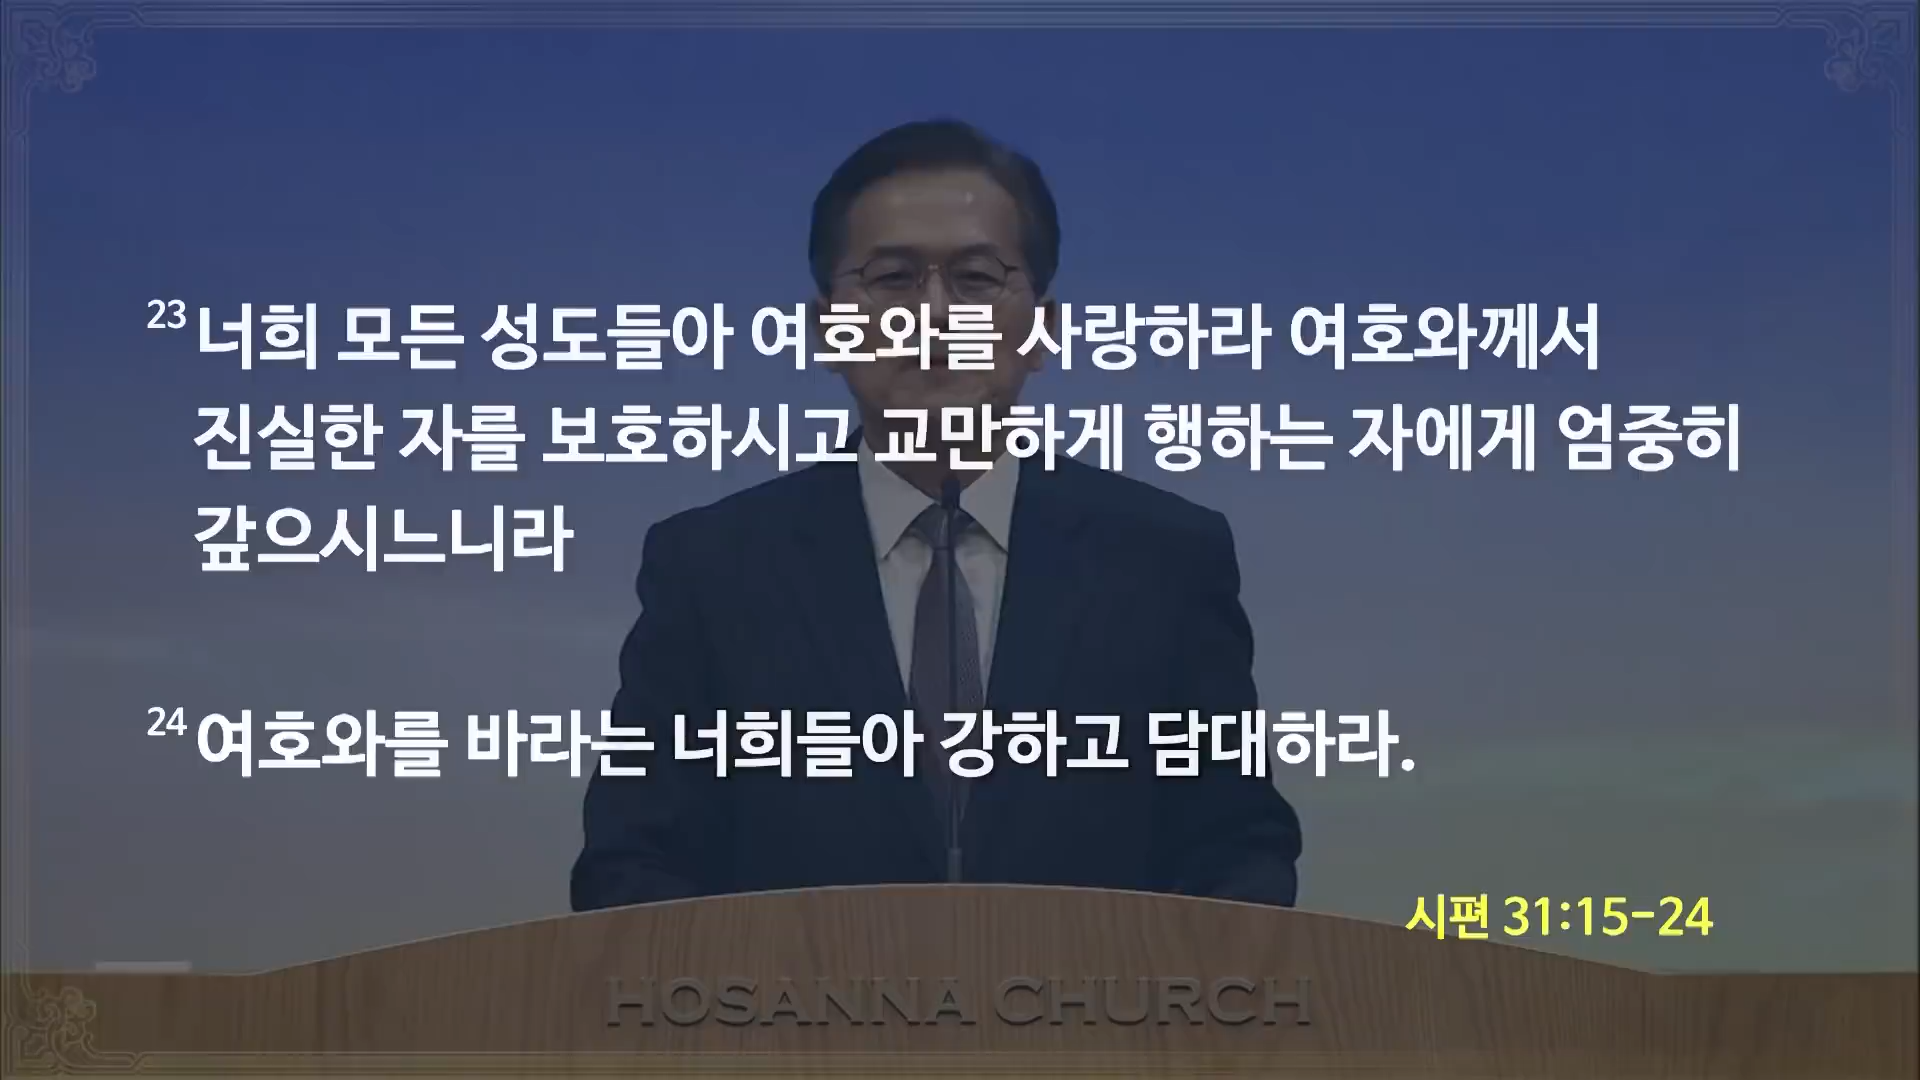 23 너희 모든 성도들아 여호와를 사랑하라 여호와께서
진실한 자를 보호하시고 교만하게 행하는 자에게 엄중히
갚으시느니라
24 여호와를 바라는 너희들아 강하고 담대하라.
시편 31:15-24
HOSANNA CHURCH